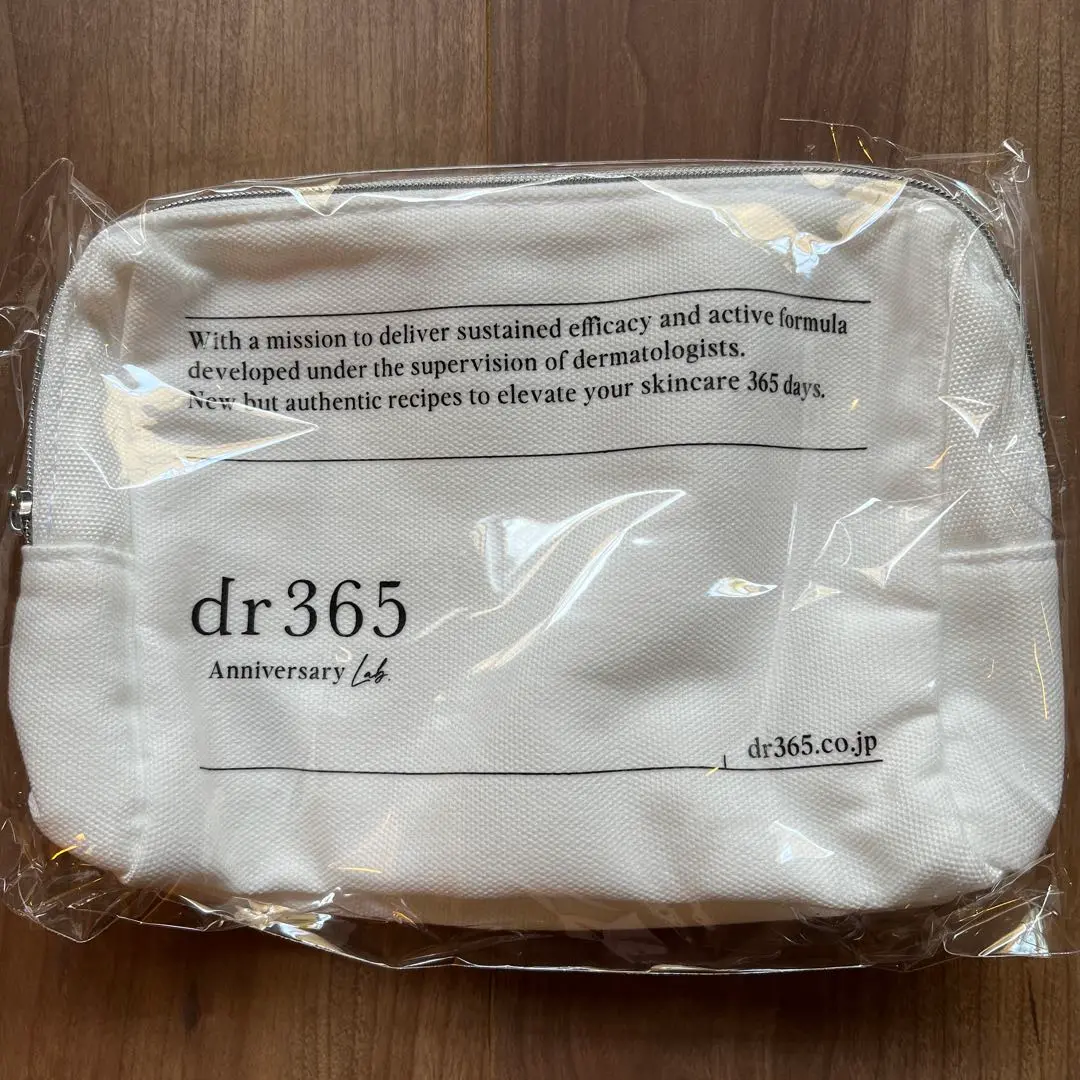 With a mission to deliver sustained efficacy and active formula
developed under the supervision of dermatologists.
New but authentic recipes to elevate your skincare 365 days.
dr365
Anniversary Lab.
dr365.co.jp